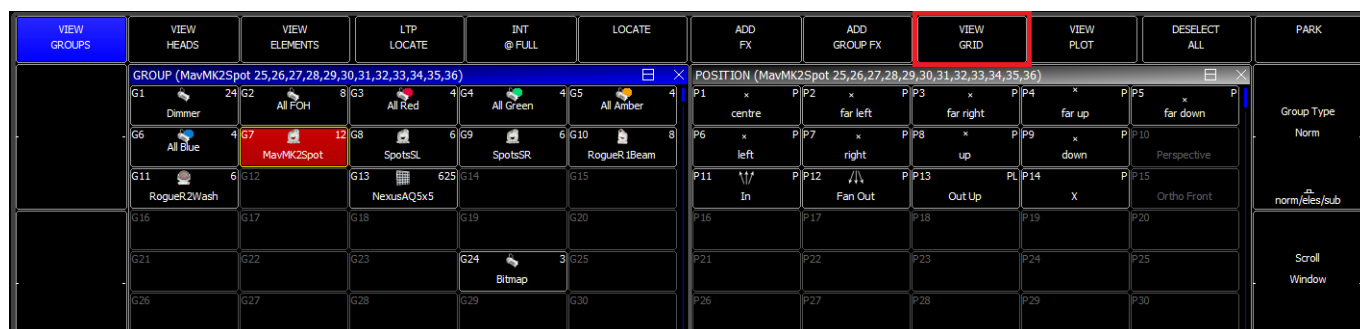 VIEW
GROUPS
VIEW
HEADS
VIEW
ELEMENTS
LTP
LOCATE
INT
@ FULL
LOCATE
ADD
FX
ADD
GROUP FX
VIEW
GRID
VIEW
PLOT
DESELECT
ALL
PARK
GROUP (MavMK2Spot 25,26,27,28,29,30,31,32,33,34,35,36)
G1 24
Dimmer
G2 8
All FOH
G3 4
All Red
G4 4
All Green
G5 4
All Amber
G6 4
All Blue
G7 12
MavMK2Spot
G8 6
SpotsSL
G9 6
SpotsSR
G10 8
RogueR1Beam
G11 6
RogueR2Wash
G12
G13 625
NexusAQ5x5
G14
G15
G16
G17
G18
G19
G20
G21
G22
G23
G24 3
Bitmap
G25
G26
G27
G28
G29
G30
POSITION (MavMK2Spot 25,26,27,28,29,30,31,32,33,34,35,36)
P1 P
centre
P2 P
far left
P3 P
far right
P4 P
far up
P5 P
far down
P6 P
left
P7 P
right
P8 P
up
P9 P
down
P10
Perspective
P11 P
In
P12 P
Fan Out
P13 PL
Out Up
P14 P
X
P15
Ortho Front
P16
P17
P18
P19
P20
P21
P22
P23
P24
P25
P26
P27
P28
P29
P30
Group Type
Norm
norm/eles/sub
Scroll
Window